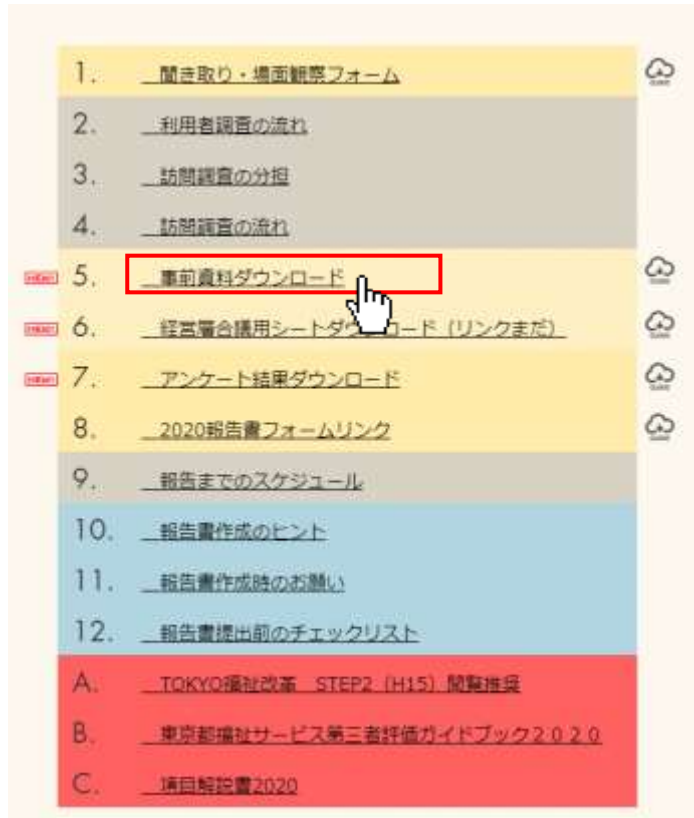 1. 聞き取り・場面観察フォーム
2. 利用者調査の流れ
3. 訪問調査の分担
4. 訪問調査の流れ
5. 事前資料ダウンロード
6. 経営層合議用シートダウンロード（リンクまだ）
7. アンケート結果ダウンロード
8. 2020報告書フォームリンク
9. 報告までのスケジュール
10. 報告書作成のヒント
11. 報告書作成時のお願い
12. 報告書提出前のチェックリスト
A. TOKYO福祉改革 STEP2（H15）閲覧推奨
B. 東京都福祉サービス第三者評価ガイドブック２０２０
C. 項目解説書2020